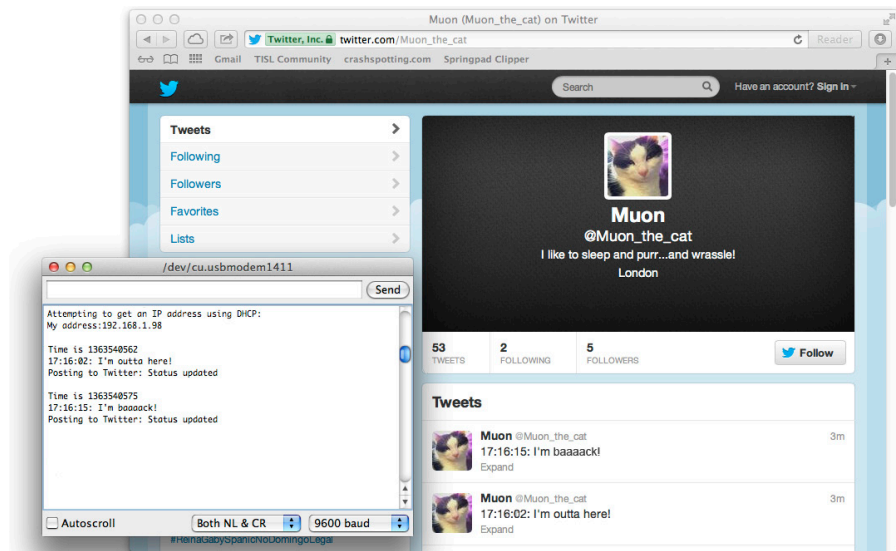 Muon (Muon_the_cat) on Twitter
Twitter, Inc. twitter.com/Muon_the_cat
Reader
Gmail TISL Community crashspotting.com Springpad Clipper
Search
Have an account? Sign in
Tweets
Following
Followers
Favorites
Lists
Muon
@Muon_the_cat
I like to sleep and purr...and wrassle!
London
53 TWEETS
2 FOLLOWING
5 FOLLOWERS
Follow
Tweets
Muon @Muon_the_cat 3m
17:16:15: I'm baaaack!
Expand
Muon @Muon_the_cat 3m
17:16:02: I'm outta here!
Expand
/dev/cu.usbmodem1411
Send
Attempting to get an IP address using DHCP:
My address:192.168.1.98
Time is 1363540562
17:16:02: I'm outta here!
Posting to Twitter: Status updated
Time is 1363540575
17:16:15: I'm baaaack!
Posting to Twitter: Status updated
Autoscroll
Both NL & CR
9600 baud
#ReinaGabySpanicNoDomingoLegal